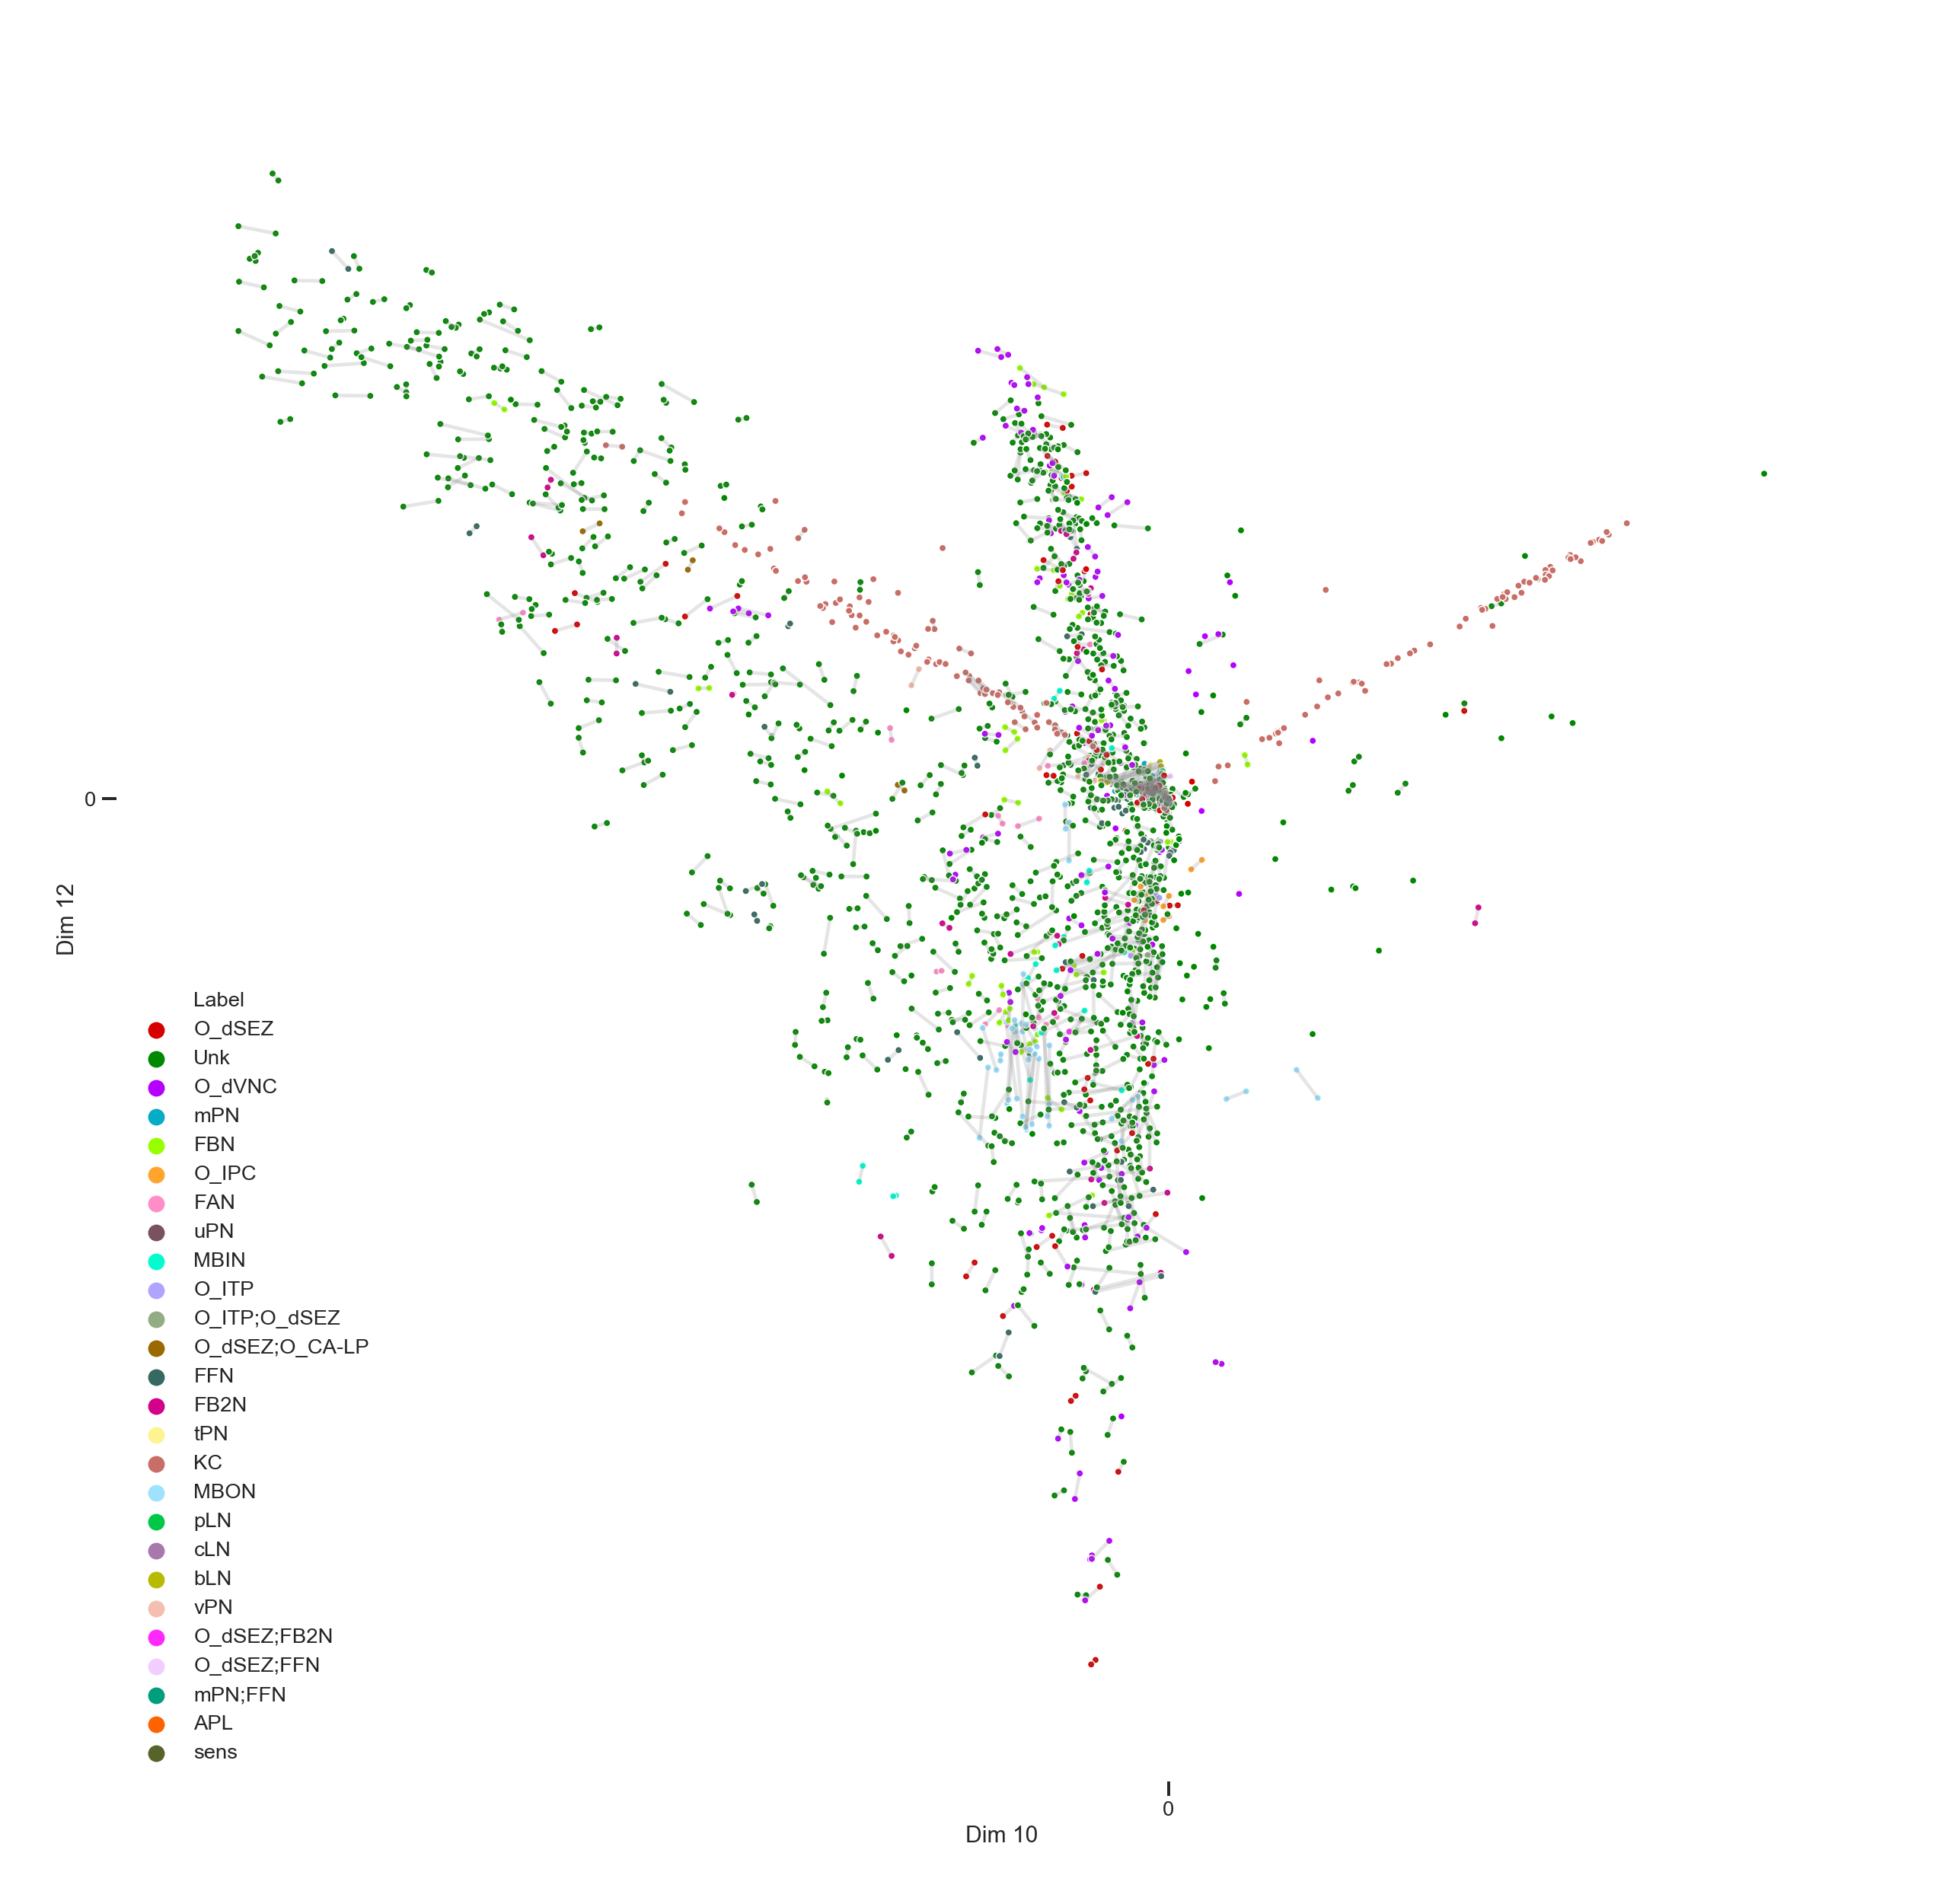 0
Dim 12
Label
O_dSEZ
Unk
O_dVNC
mPN
FBN
O_IPC
FAN
uPN
MBIN
O_ITP
O_ITP;O_dSEZ
O_dSEZ;O_CA-LP
FFN
FB2N
tPN
KC
MBON
pLN
cLN
bLN
vPN
O_dSEZ;FB2N
O_dSEZ;FFN
mPN;FFN
APL
sens
0
Dim 10